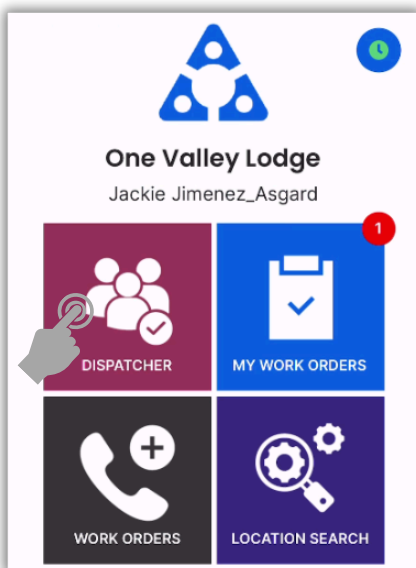 One Valley Lodge
Jackie Jimenez_Asgard
1
DISPATCHER
MY WORK ORDERS
WORK ORDERS
LOCATION SEARCH